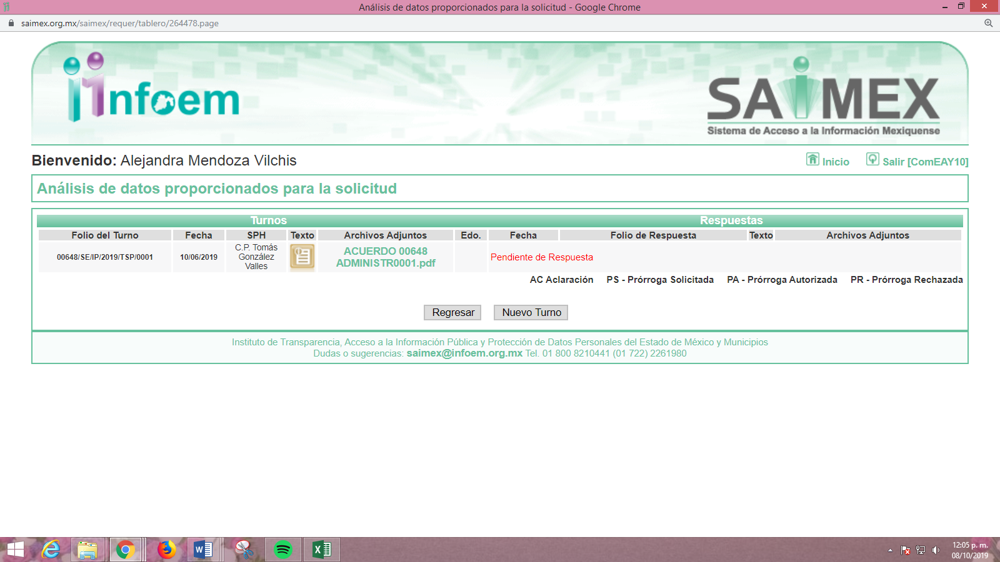 Análisis de datos proporcionados para la solicitud - Google Chrome
saimex.org.mx/saimex/requer/tablero/264478.page
infoem
SAIMEX
Sistema de Acceso a la Información Mexiquense
Bienvenido: Alejandra Mendoza Vilchis
Inicio
Salir [ComEAY10]
Análisis de datos proporcionados para la solicitud
Turnos
Respuestas
Folio del Turno
Fecha
SPH
Texto
Archivos Adjuntos
Edo.
Fecha
Folio de Respuesta
Texto
Archivos Adjuntos
00648/SE/IP/2019/TSP/0001
10/06/2019
C.P. Tomás
González
Valles
ACUERDO 00648
ADMINISTR0001.pdf
Pendiente de Respuesta
AC Aclaración
PS - Prórroga Solicitada
PA - Prórroga Autorizada
PR - Prórroga Rechazada
Regresar
Nuevo Turno
Instituto de Transparencia, Acceso a la Información Pública y Protección de Datos Personales del Estado de México y Municipios
Dudas o sugerencias: saimex@infoem.org.mx Tel. 01 800 8210441 (01 722) 2261980
12:05 p. m.
08/10/2019